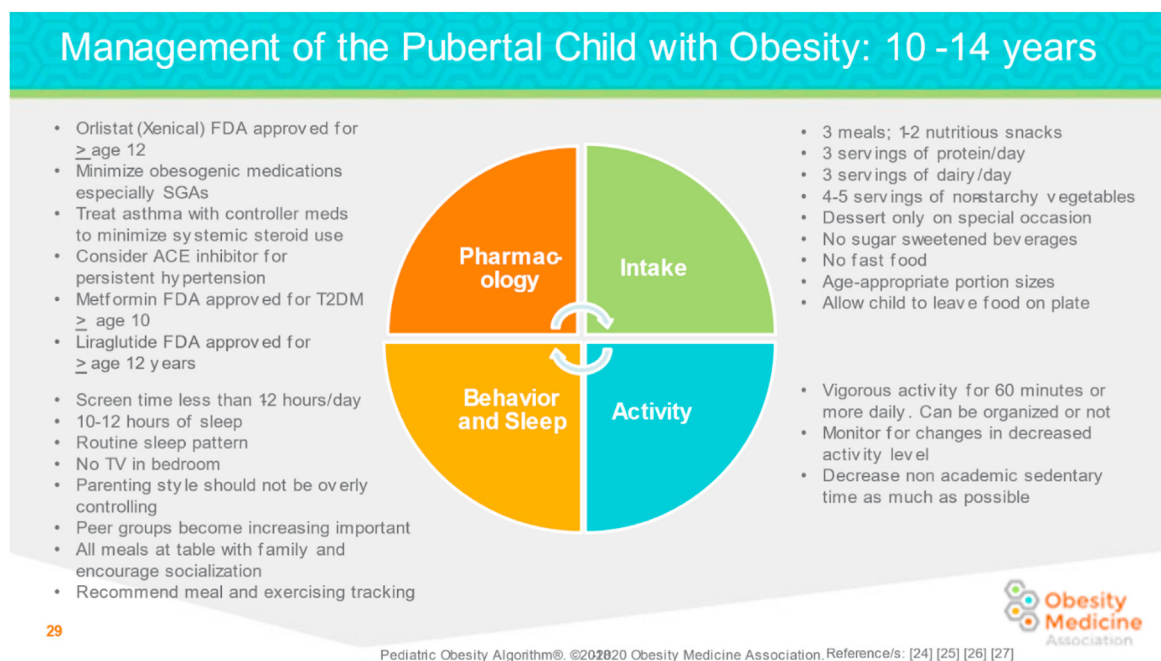 Management of the Pubertal Child with Obesity: 10 -14 years
• Orlistat (Xenical) FDA approved for
> age 12
• Minimize obesogenic medications
especially SGAs
• Treat asthma with controller meds
to minimize systemic steroid use
• Consider ACE inhibitor for
persistent hypertension
• Metformin FDA approved for T2DM
> age 10
• Liraglutide FDA approved for
> age 12 years
• Screen time less than 12 hours/day
• 10-12 hours of sleep
• Routine sleep pattern
• No TV in bedroom
• Parenting style should not be overly
controlling
• Peer groups become increasing important
• All meals at table with family and
encourage socialization
• Recommend meal and exercising tracking
Pharmac-
ology
Intake
Behavior
and Sleep
Activity
• 3 meals; 1-2 nutritious snacks
• 3 servings of protein/day
• 3 servings of dairy/day
• 4-5 servings of non-starchy vegetables
• Dessert only on special occasion
• No sugar sweetened beverages
• No fast food
• Age-appropriate portion sizes
• Allow child to leave food on plate
• Vigorous activity for 60 minutes or
more daily. Can be organized or not
• Monitor for changes in decreased
activity level
• Decrease non academic sedentary
time as much as possible
29
Obesity
Medicine
Association
Pediatric Obesity Algorithm®. Obesity Medicine Association. Reference/s: [24] [25] [26] [27]